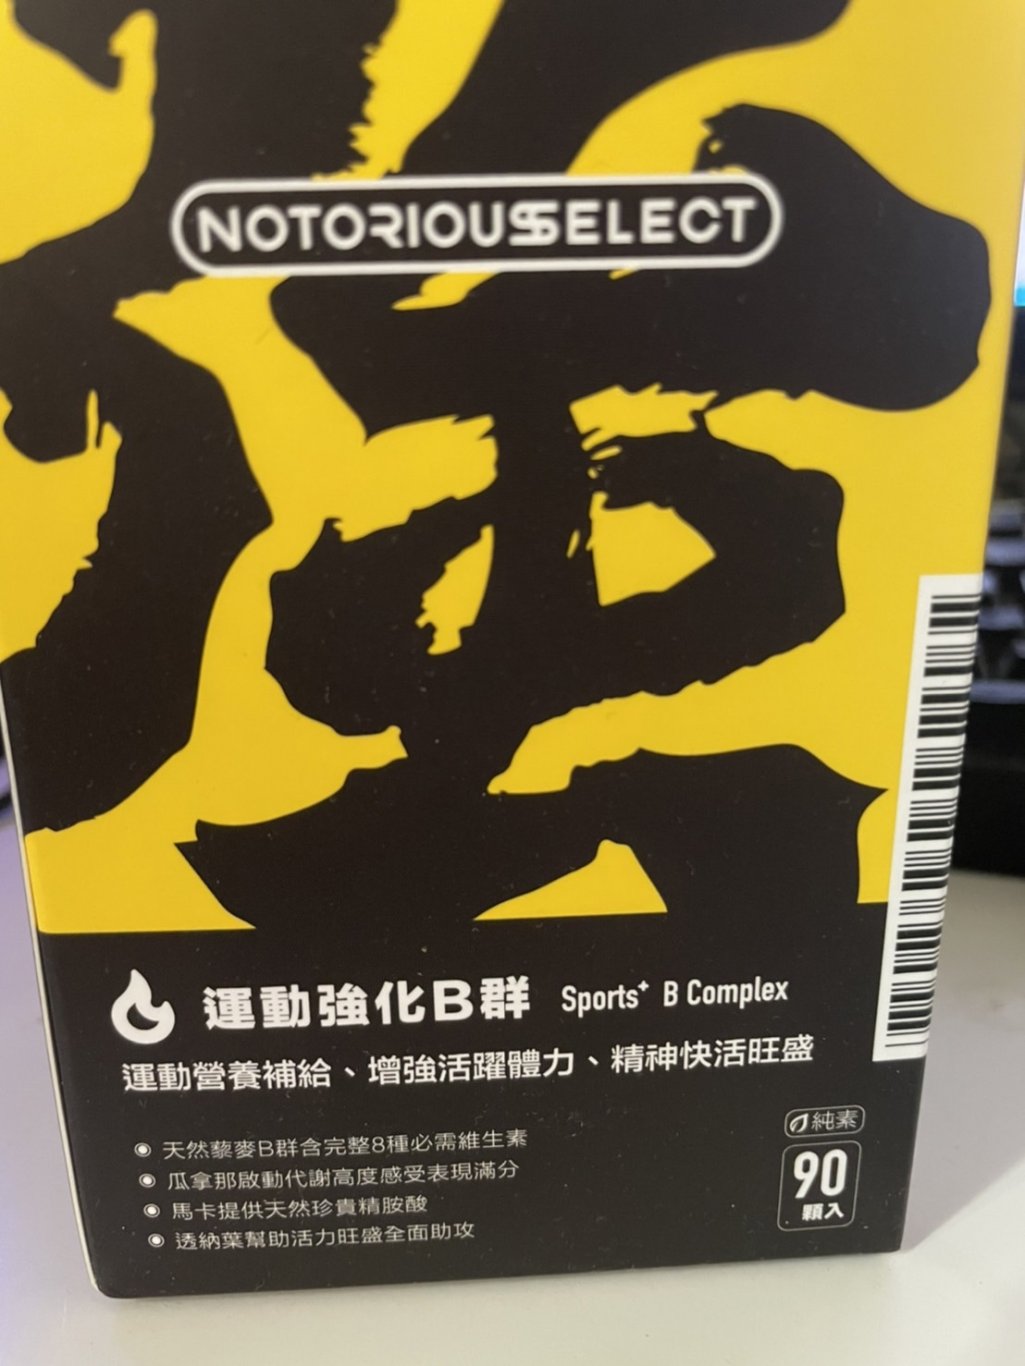 NOTORIOUSSELECT
運動強化B群 Sports+ B Complex
運動營養補給、增強活躍體力、精神快活旺盛
天然藜麥B群含完整8種必需維生素
瓜拿那啟動代謝高度感受表現滿分
馬卡提供天然珍貴精胺酸
透納葉幫助活力旺盛全面助攻
純素
90
顆入